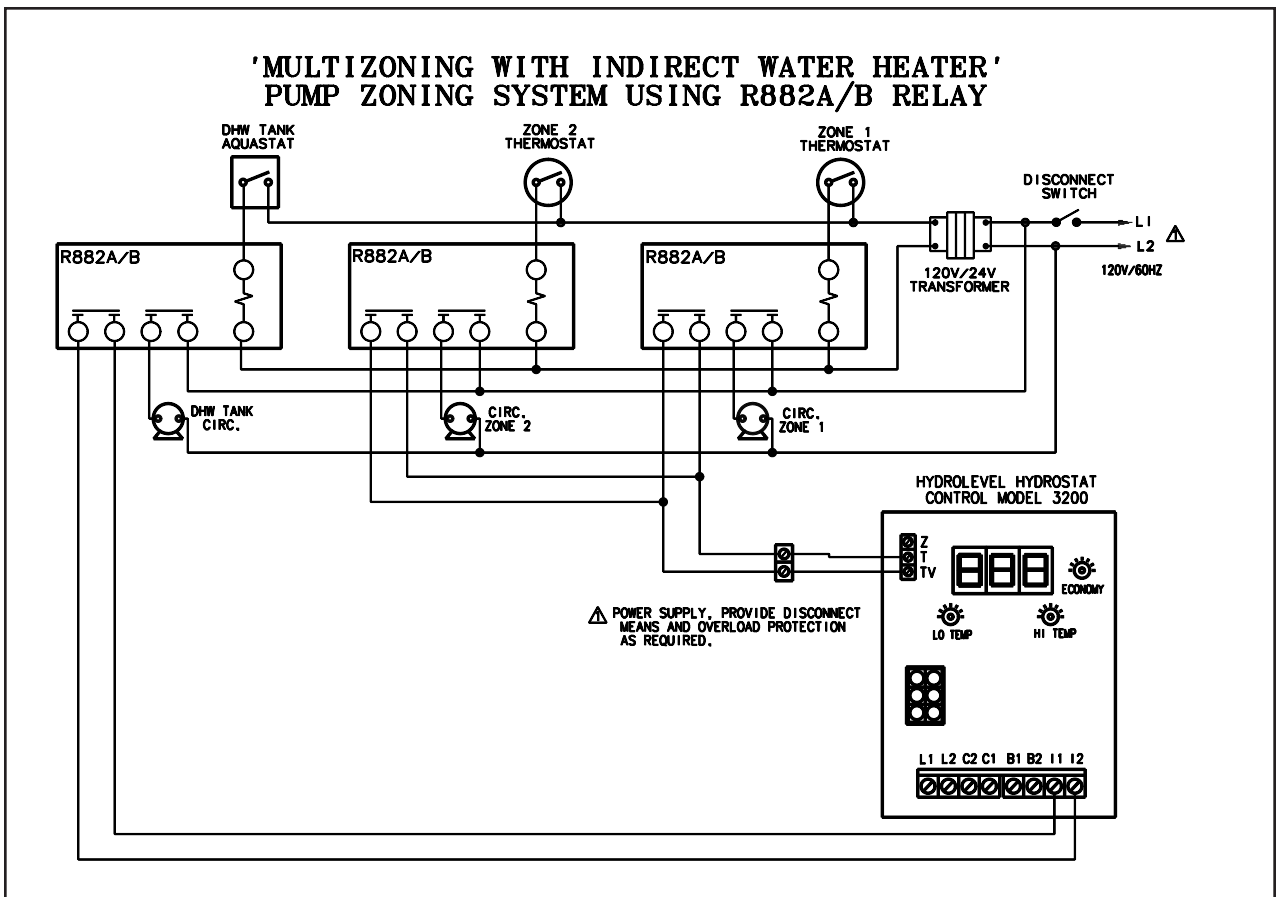 'MULTIZONING WITH INDIRECT WATER HEATER'
PUMP ZONING SYSTEM USING R882A/B RELAY
DHW TANK
AQUASTAT
ZONE 2
THERMOSTAT
ZONE 1
THERMOSTAT
DISCONNECT
SWITCH
L1
L2
120V/60HZ
120V/24V
TRANSFORMER
R882A/B
R882A/B
R882A/B
DHW TANK
CIRC.
CIRC.
ZONE 2
CIRC.
ZONE 1
HYDROLEVEL HYDROSTAT
CONTROL MODEL 3200
Z
T
TV
888
ECONOMY
LO TEMP
HI TEMP
! POWER SUPPLY, PROVIDE DISCONNECT
MEANS AND OVERLOAD PROTECTION
AS REQUIRED.
L1 L2 C2 C1 B1 B2 I1 I2